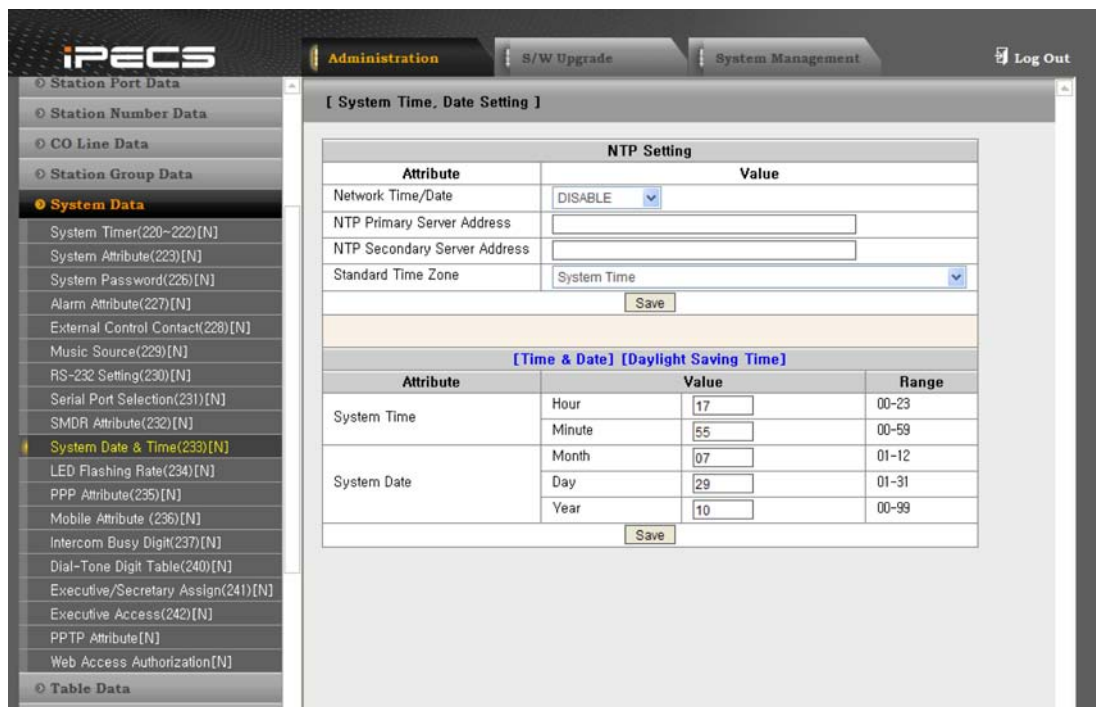 iPECS
Administration
S/W Upgrade
System Management
Log Out
Station Port Data
Station Number Data
CO Line Data
Station Group Data
System Data
System Timer(220~222)[N]
System Attribute(223)[N]
System Password(226)[N]
Alarm Attribute(227)[N]
External Control Contact(228)[N]
Music Source(229)[N]
RS-232 Setting(230)[N]
Serial Port Selection(231)[N]
SMDR Attribute(232)[N]
System Date & Time(233)[N]
LED Flashing Rate(234)[N]
PPP Attribute(235)[N]
Mobile Attribute (236)[N]
Intercom Busy Digit(237)[N]
Dial-Tone Digit Table(240)[N]
Executive/Secretary Assign(241)[N]
Executive Access(242)[N]
PPTP Attribute[N]
Web Access Authorization[N]
Table Data
[ System Time, Date Setting ]
NTP Setting
Attribute Value
Network Time/Date DISABLE
NTP Primary Server Address
NTP Secondary Server Address
Standard Time Zone System Time
Save
[Time & Date] [Daylight Saving Time]
Attribute Value Range
System Time Hour 17 00-23
Minute 55 00-59
System Date Month 07 01-12
Day 29 01-31
Year 10 00-99
Save